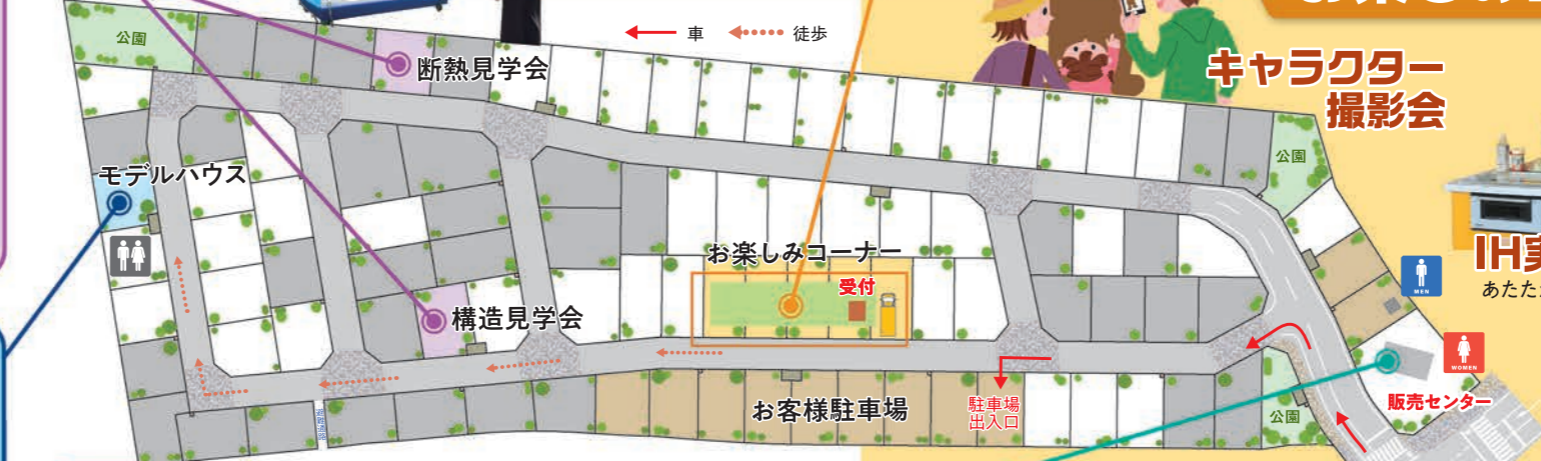 車
徒歩
公園
断熱見学会
キャラクター
撮影会
公園
モデルハウス
お楽しみコーナー
受付
MEN
構造見学会
WOMEN
販売センター
お客様駐車場
駐車場
出入口
公園